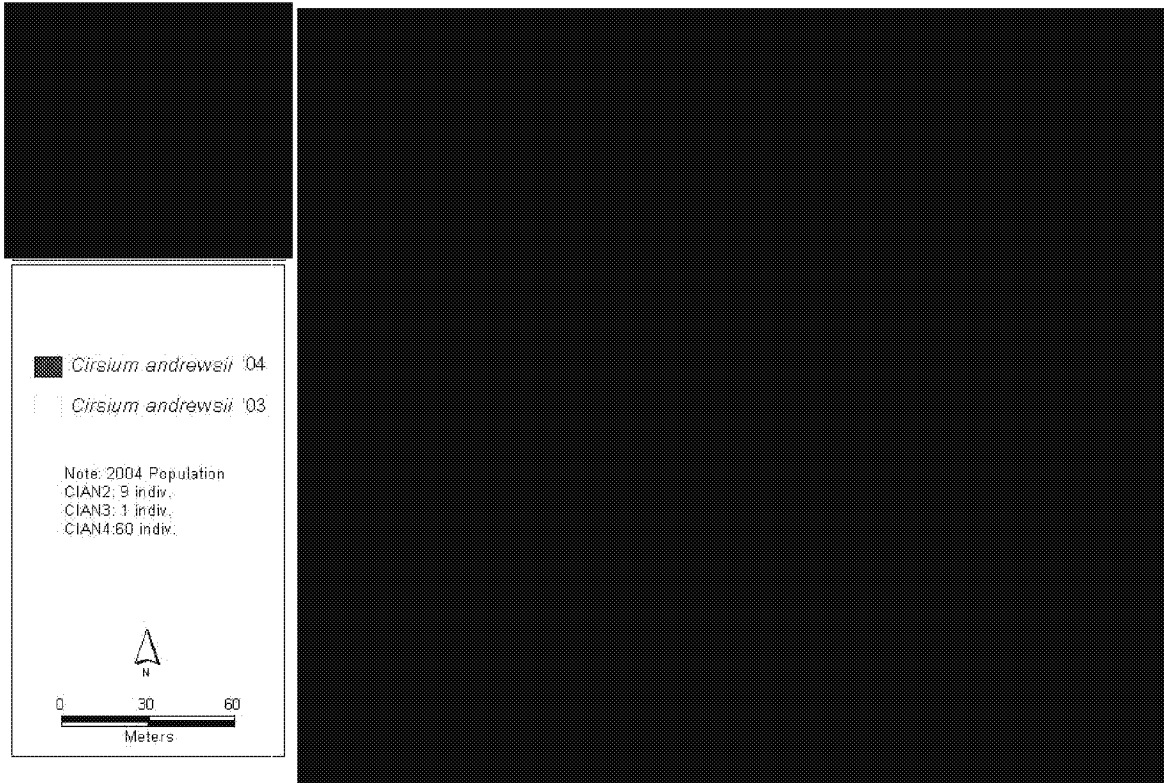 Cirsium andrewsii '04
Cirsium andrewsii '03
Note: 2004 Population
CIAN2: 9 indiv.
CIAN3: 1 indiv.
CIAN4:60 indiv.
N
0 30 60
Meters